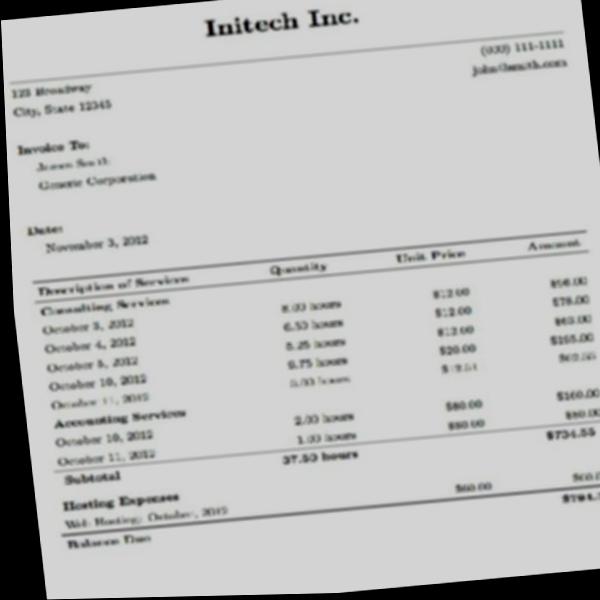 Initech Inc.
123 Broadway
(000) 111-1111
City, State 12345
john@smith.com
Invoice To:
James Smith
Generic Corporation
Date:
November 3, 2012
Description of Services Quantity Unit Price Amount
Consulting Services
October 3, 2012 8.00 hours $12.00 $96.00
October 4, 2012 6.50 hours $12.00 $78.00
October 5, 2012 5.25 hours $12.00 $63.00
October 10, 2012 9.75 hours $20.00 $195.00
October 11, 2012 5.00 hours
Accounting Services
October 10, 2012 2.00 hours $80.00 $160.00
October 11, 2012 1.00 hours $80.00 $80.00
Subtotal 37.50 hours $734.55
Hosting Expenses
Web Hosting: October, 2012 $60.00
Balance Due